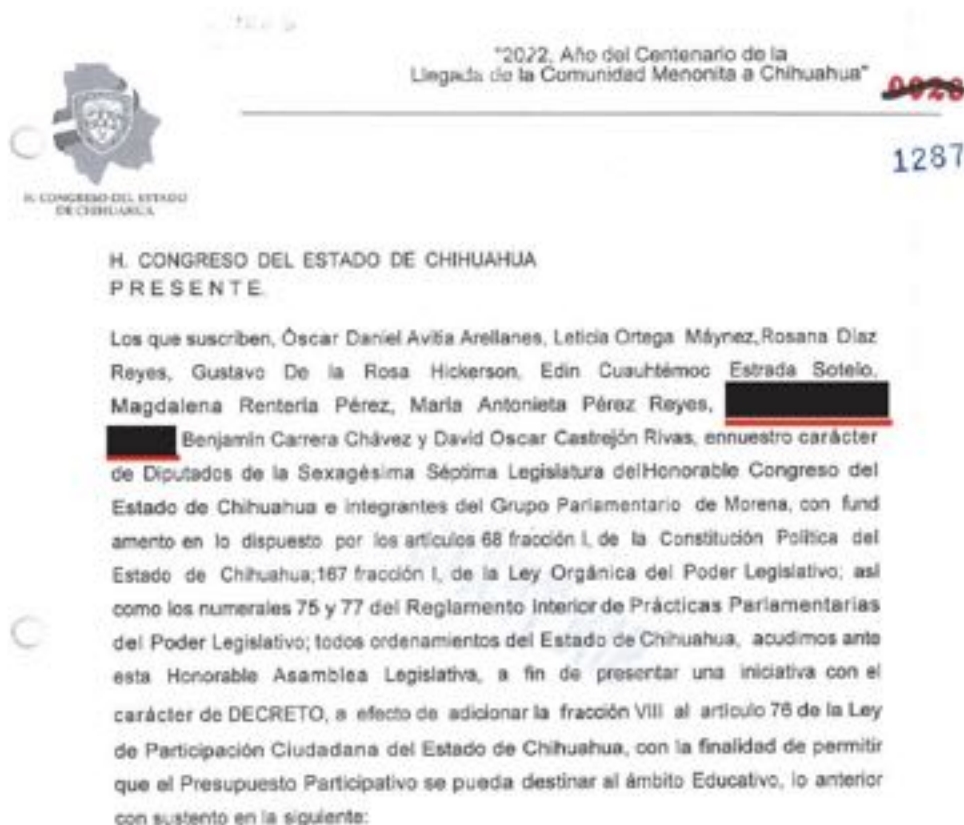 "2022, Año del Centenario de la
Llegada de la Comunidad Menonita a Chihuahua"
0028
1287
H. CONGRESO DEL ESTADO
DE CHIHUAHUA
H. CONGRESO DEL ESTADO DE CHIHUAHUA
P R E S E N T E.
Los que suscriben, Òscar Daniel Avitia Arellanes, Leticia Ortega Máynez,Rosana Díaz
Reyes, Gustavo De la Rosa Hickerson, Edin Cuauhtémoc Estrada Sotelo,
Magdalena Rentería Pérez, María Antonieta Pérez Reyes,
Benjamín Carrera Chávez y David Oscar Castrejón Rivas, ennuestro carácter
de Diputados de la Sexagésima Séptima Legislatura delHonorable Congreso del
Estado de Chihuahua e integrantes del Grupo Parlamentario de Morena, con fund
amento en lo dispuesto por los artículos 68 fracción I, de la Constitución Política del
Estado de Chihuahua;167 fracción I, de la Ley Orgánica del Poder Legislativo; así
como los numerales 75 y 77 del Reglamento Interior de Prácticas Parlamentarias
del Poder Legislativo; todos ordenamientos del Estado de Chihuahua, acudimos ante
esta Honorable Asamblea Legislativa, a fin de presentar una iniciativa con el
carácter de DECRETO, a efecto de adicionar la fracción VIII al artículo 76 de la Ley
de Participación Ciudadana del Estado de Chihuahua, con la finalidad de permitir
que el Presupuesto Participativo se pueda destinar al ámbito Educativo, lo anterior
con sustento en la siguiente: